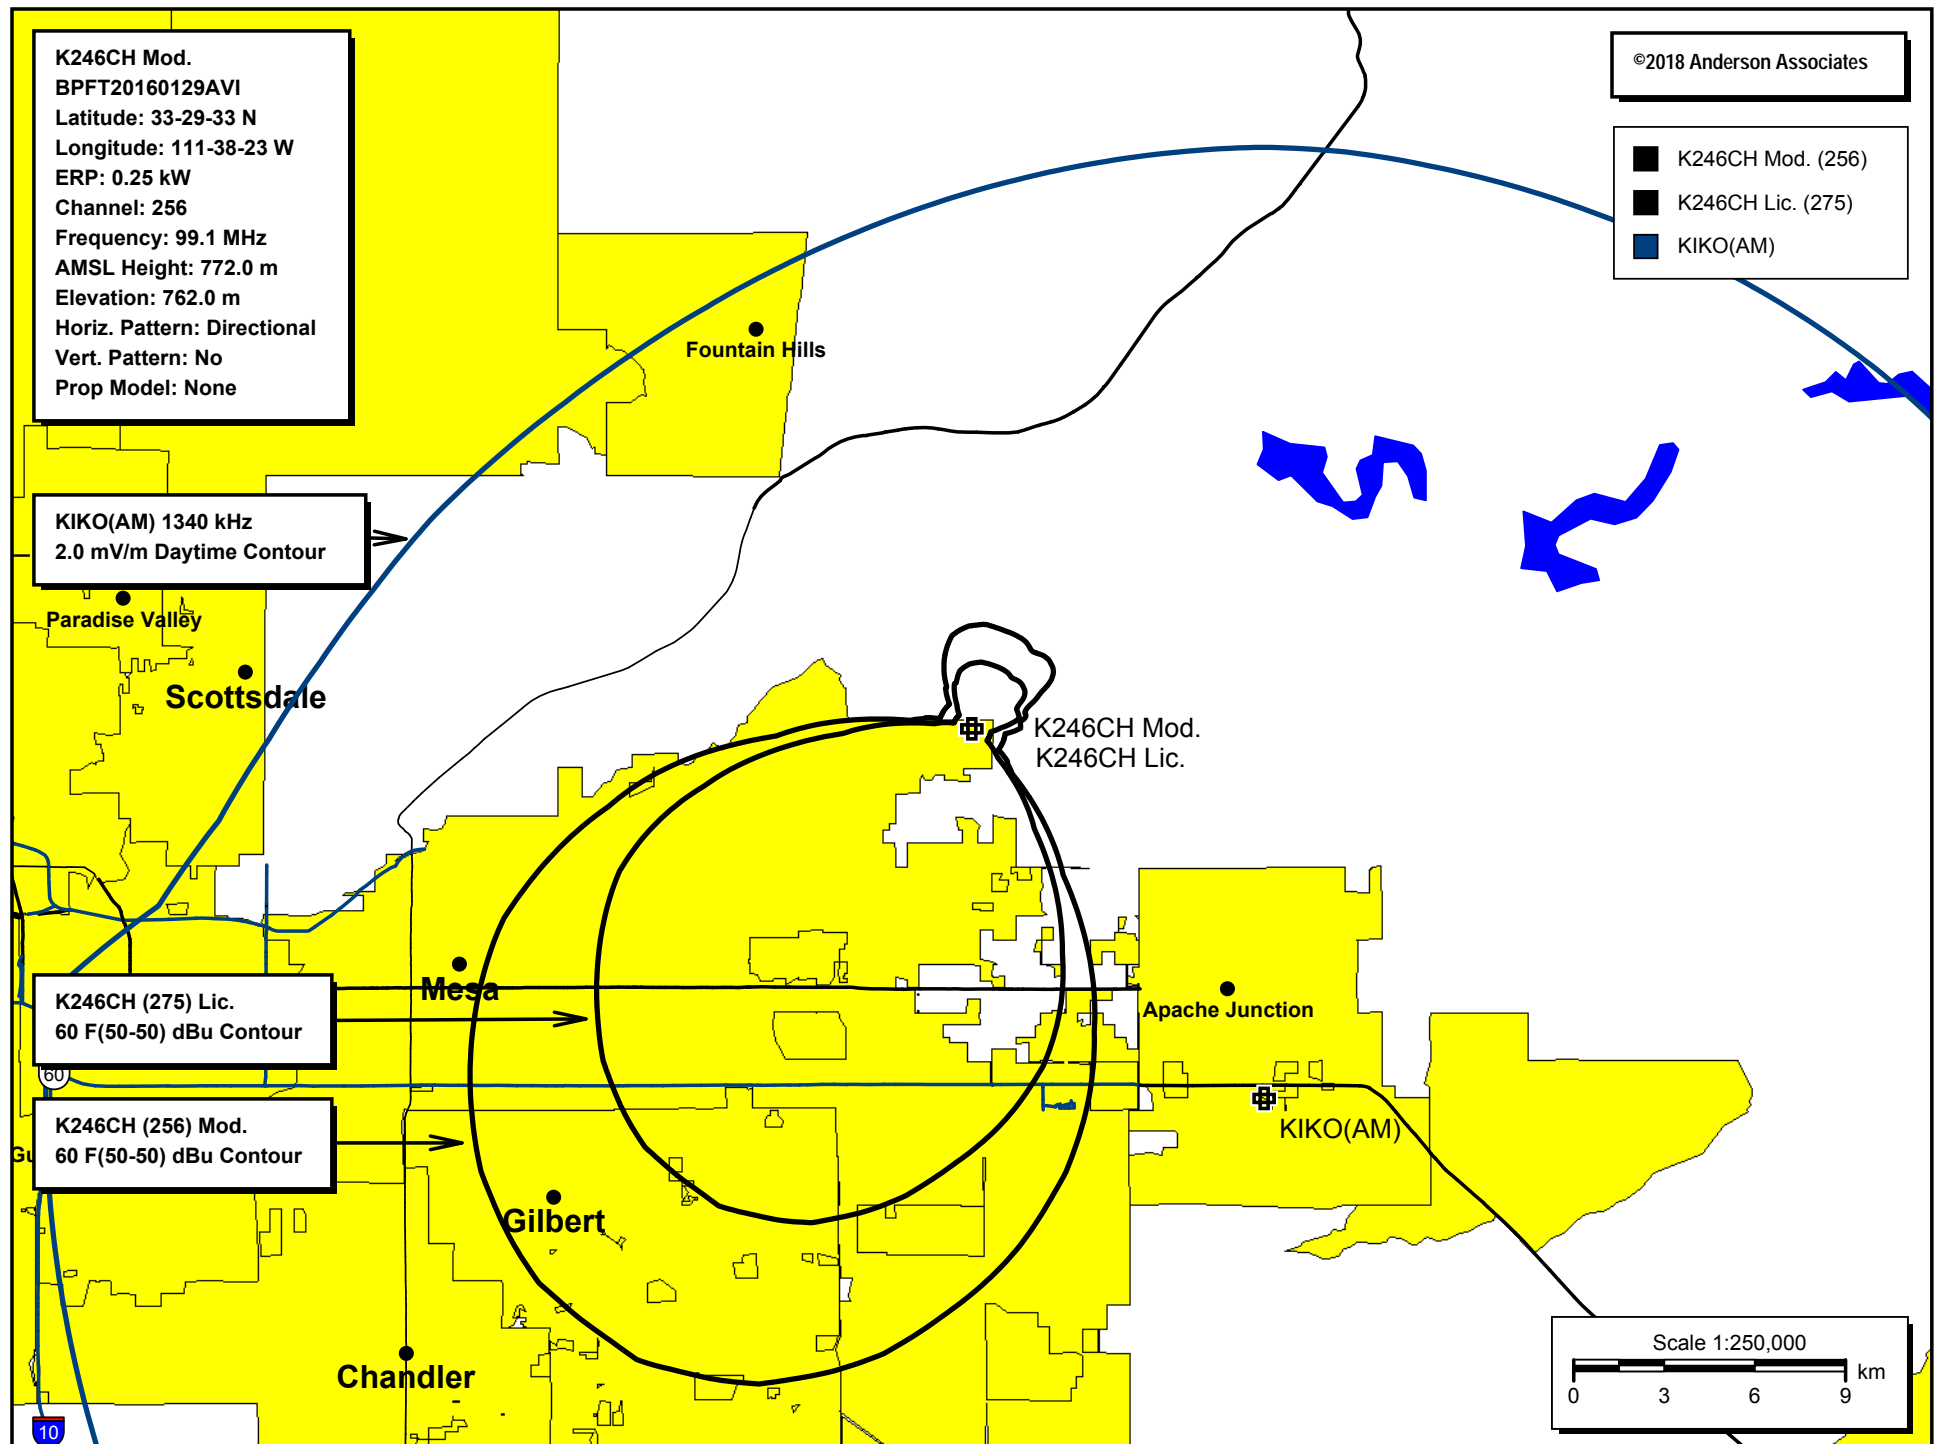 K246CH Mod.
BPFT20160129AVI
Latitude: 33-29-33 N
Longitude: 111-38-23 W
ERP: 0.25 kW
Channel: 256
Frequency: 99.1 MHz
AMSL Height: 772.0 m
Elevation: 762.0 m
Horiz. Pattern: Directional
Vert. Pattern: No
Prop Model: None
©2018 Anderson Associates
K246CH Mod. (256)
K246CH Lic. (275)
KIKO(AM)
Fountain Hills
KIKO(AM) 1340 kHz
2.0 mV/m Daytime Contour
Paradise Valley
Scottsdale
K246CH Mod.
K246CH Lic.
Mesa
Apache Junction
K246CH (275) Lic.
60 F(50-50) dBu Contour
60
K246CH (256) Mod.
60 F(50-50) dBu Contour
KIKO(AM)
Gilbert
Chandler
10
Scale 1:250,000
km
0 3 6 9